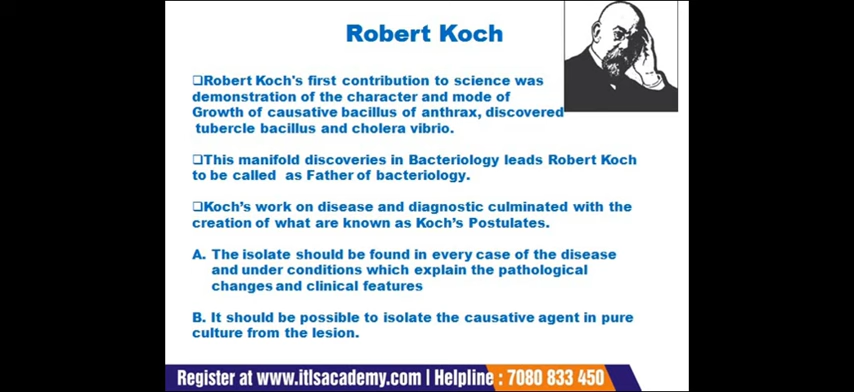 Robert Koch
❑Robert Koch's first contribution to science was
demonstration of the character and mode of
Growth of causative bacillus of anthrax, discovered
tubercle bacillus and cholera vibrio.
❑This manifold discoveries in Bacteriology leads Robert Koch
to be called as Father of bacteriology.
❑Koch's work on disease and diagnostic culminated with the
creation of what are known as Koch's Postulates.
A. The isolate should be found in every case of the disease
and under conditions which explain the pathological
changes and clinical features
B. It should be possible to isolate the causative agent in pure
culture from the lesion.
Register at www.itlsacademy.com | Helpline : 7080 833 450